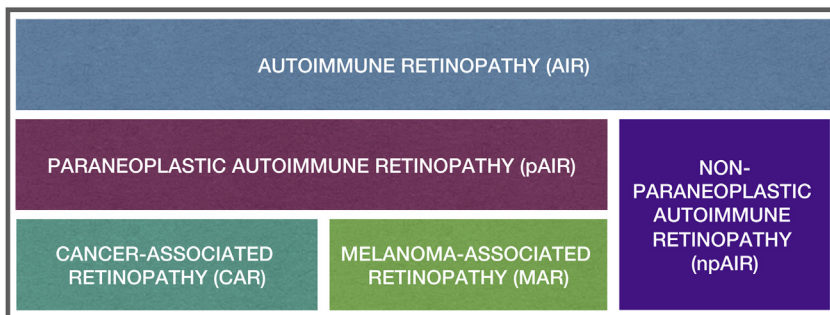 AUTOIMMUNE RETINOPATHY (AIR)
PARANEOPLASTIC AUTOIMMUNE RETINOPATHY (pAIR)
NON-
PARANEOPLASTIC
AUTOIMMUNE
RETINOPATHY
(npAIR)
CANCER-ASSOCIATED
RETINOPATHY (CAR)
MELANOMA-ASSOCIATED
RETINOPATHY (MAR)